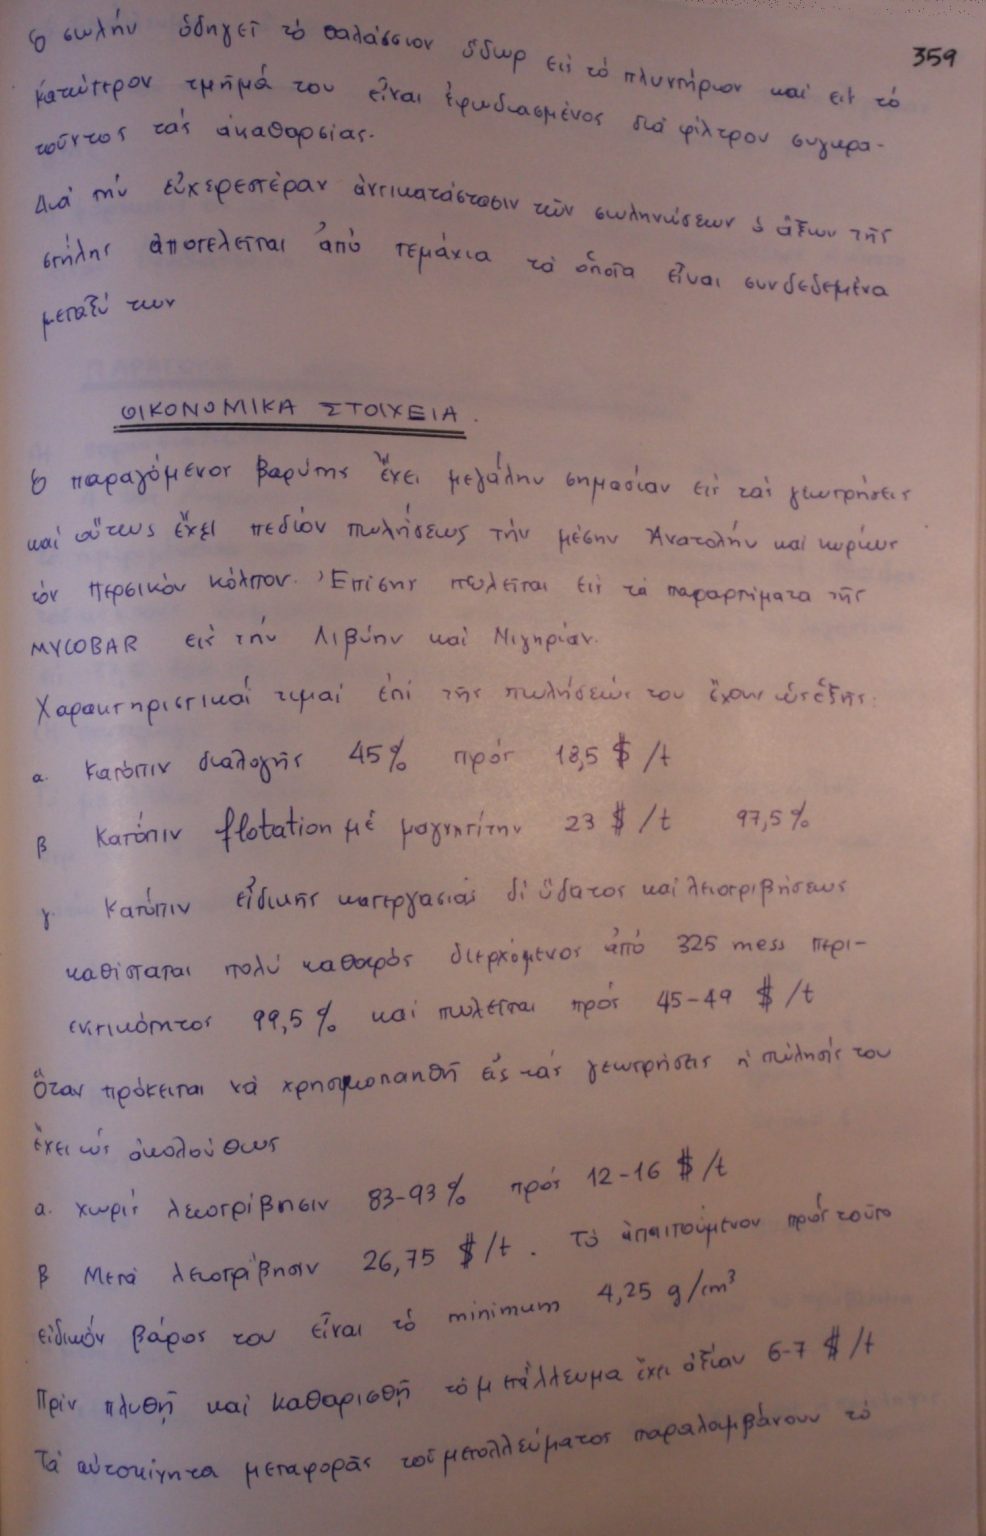 359
Ὁ σωλήν ὁδηγεῖ τό θαλάσσιον ὕδωρ εἰς τό πλυντήριον καί εἰς τό
κατώτερον τμῆμά του εἶναι ἐφωδιασμένος διά φίλτρου συγκρα-
τοῦντος τάς ἀκαθαρσίας.
Διά τήν εὐχερεστέραν ἀντικατάστασιν τῶν σωληνώσεων ὁ ἄξων τῆς
στήλης ἀποτελεῖται ἀπό τεμάχια τά ὁποῖα εἶναι συνδεδεμένα
μεταξύ των
ΟΙΚΟΝΟΜΙΚΑ ΣΤΟΙΧΕΙΑ.
Ὁ παραγόμενος βαρύτης ἔχει μεγάλην σημασίαν εἰς τάς γεωτρήσεις
καί οὕτως ἔχει πεδίον πωλήσεως τήν μέσην Ἀνατολήν καί κυρίως
τόν Περσικόν κόλπον. Ἐπίσης πωλεῖται εἰς τά παραρτήματα τῆς
MYCOBAR εἰς τήν Λιβύην καί Νιγηρίαν.
Χαρακτηριστικαί τιμαί ἐπί τῆς πωλήσεώς του ἔχουν ὡς ἑξῆς:
α. Κατόπιν διαλογῆς 45% πρός 13,5 $/t
β Κατόπιν flotation μέ μαγνητίτην 23 $/t 97,5%
γ. Κατόπιν εἰδικῆς κατεργασίας δι ὕδατος καί λειοτριβήσεως
καθίσταται πολύ καθαρός διερχόμενος ἀπό 325 mess περι-
εκτικότητος 99,5% καί πωλεῖται πρός 45-49 $/t
Ὅταν πρόκειται νά χρησιμοποιηθῆ εἰς τάς γεωτρήσεις ἡ πώλησίς του
ἔχει ὡς ἀκολούθως
α. χωρίς λειοτρίβησιν 83-93% πρός 12-16 $/t
β Μετά λειοτρίβησιν 26,75 $/t. Τό ἀπαιτούμενον πρός τοῦτο
εἰδικόν βάρος του εἶναι τό minimum 4,25 g/cm³
Πρίν πλυθῆ καί καθαρισθῆ τό μετάλλευμα ἔχει ἀξίαν 6-7 $/t
Τά αὐτοκίνητα μεταφορᾶς τοῦ μεταλλεύματος παραλαμβάνουν τό